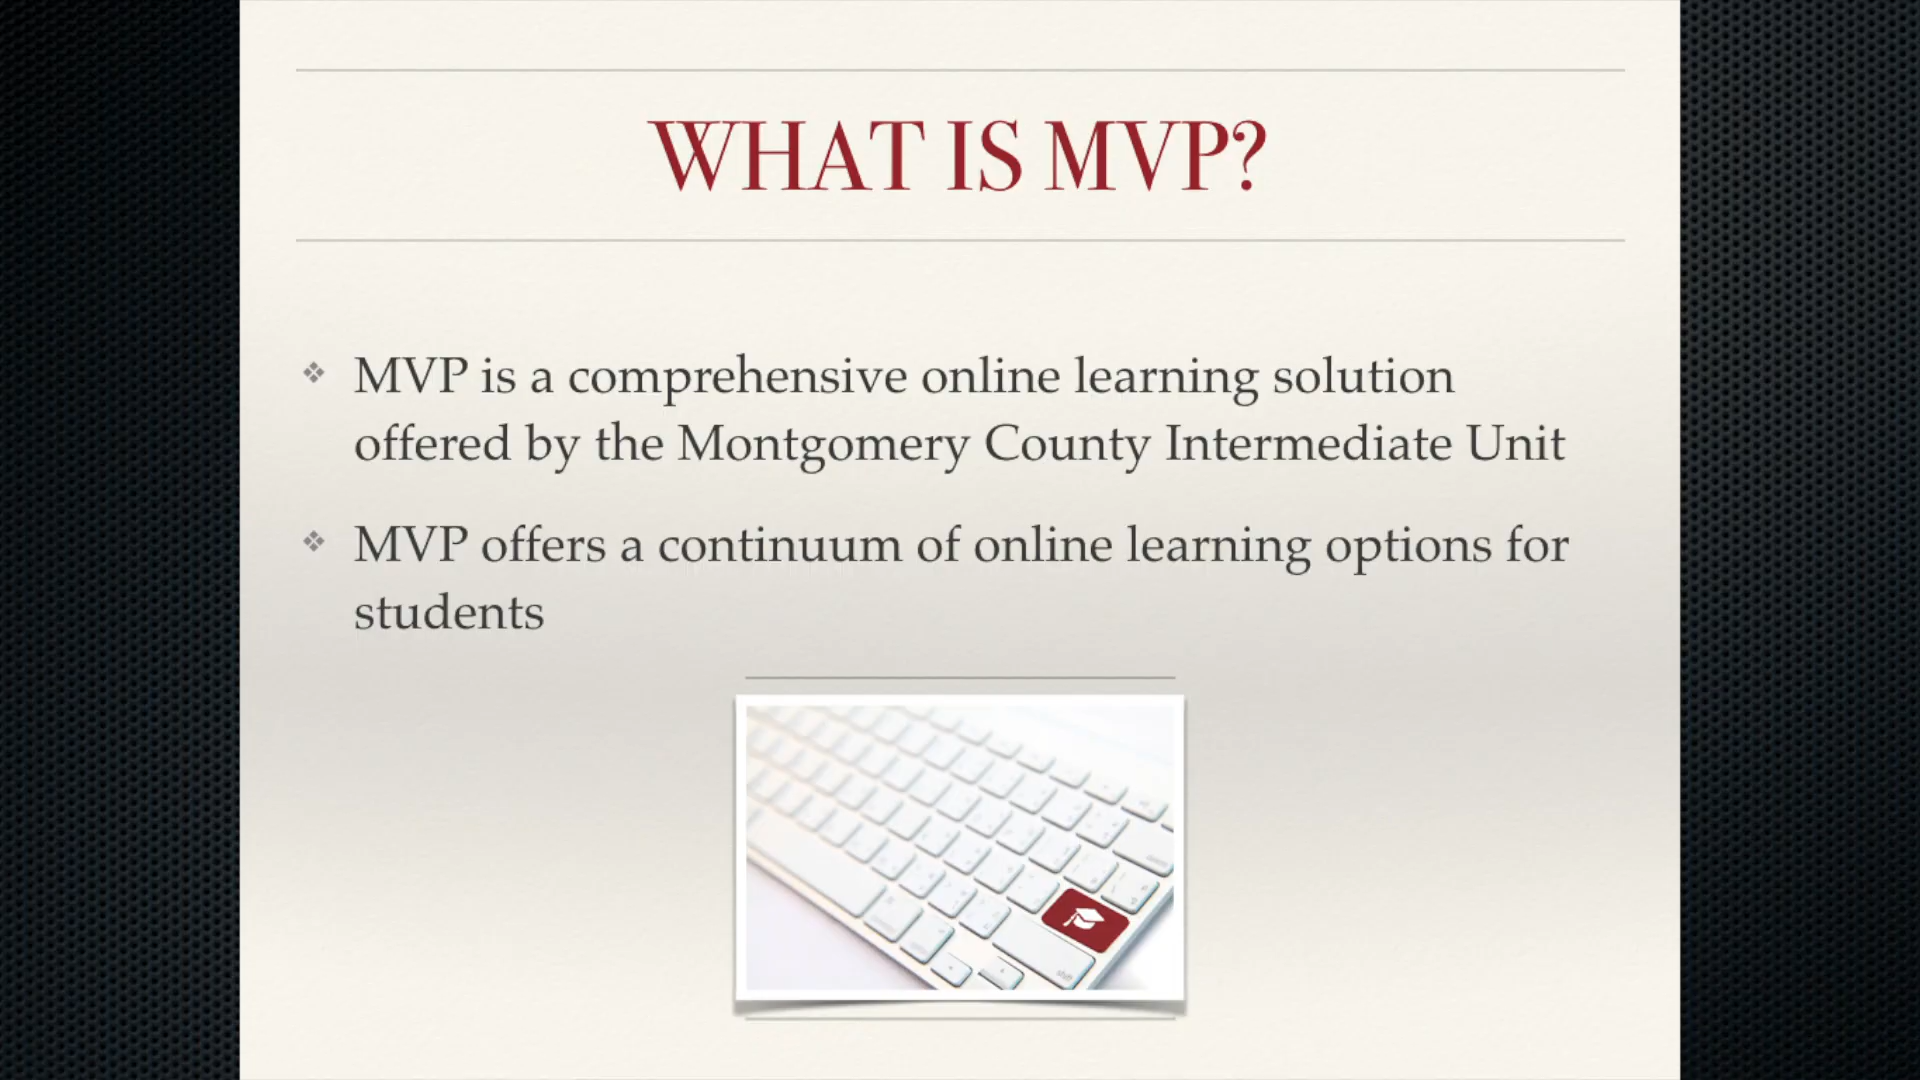 WHAT IS MVP?
MVP is a comprehensive online learning solution
offered by the Montgomery County Intermediate Unit
MVP offers a continuum of online learning options for
students
shift